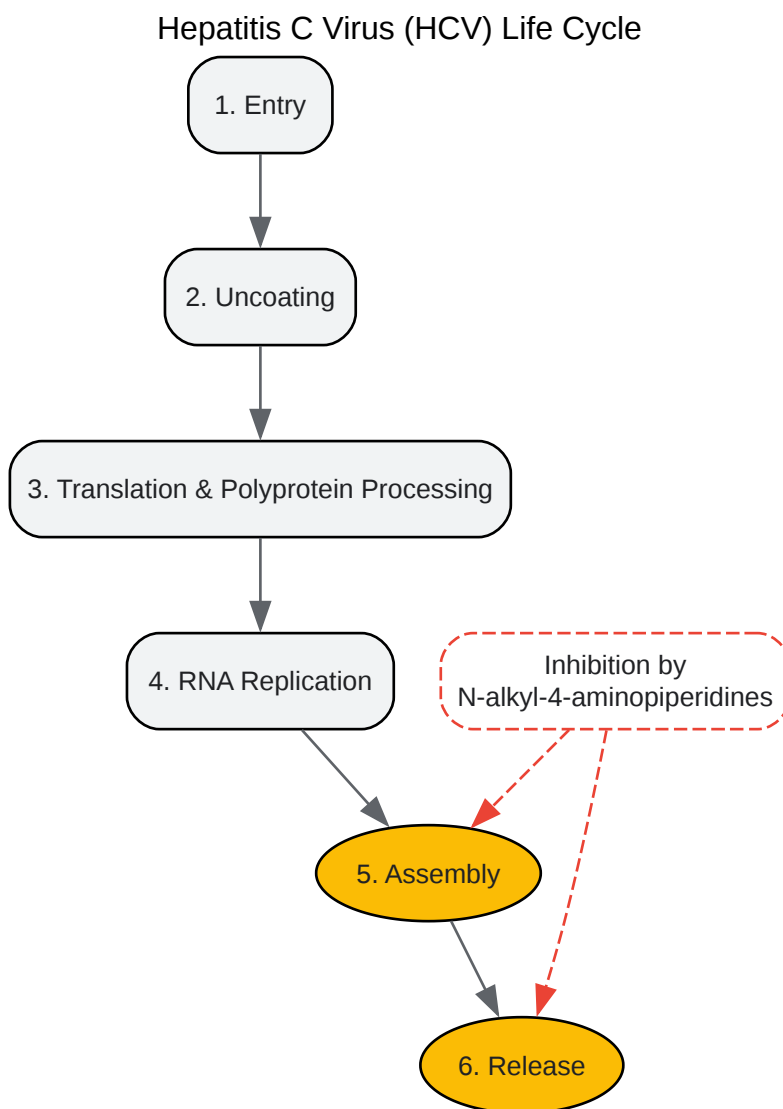 Hepatitis C Virus (HCV) Life Cycle
1. Entry
2. Uncoating
3. Translation & Polyprotein Processing
4. RNA Replication
Inhibition by
N-alkyl-4-aminopiperidines
5. Assembly
6. Release